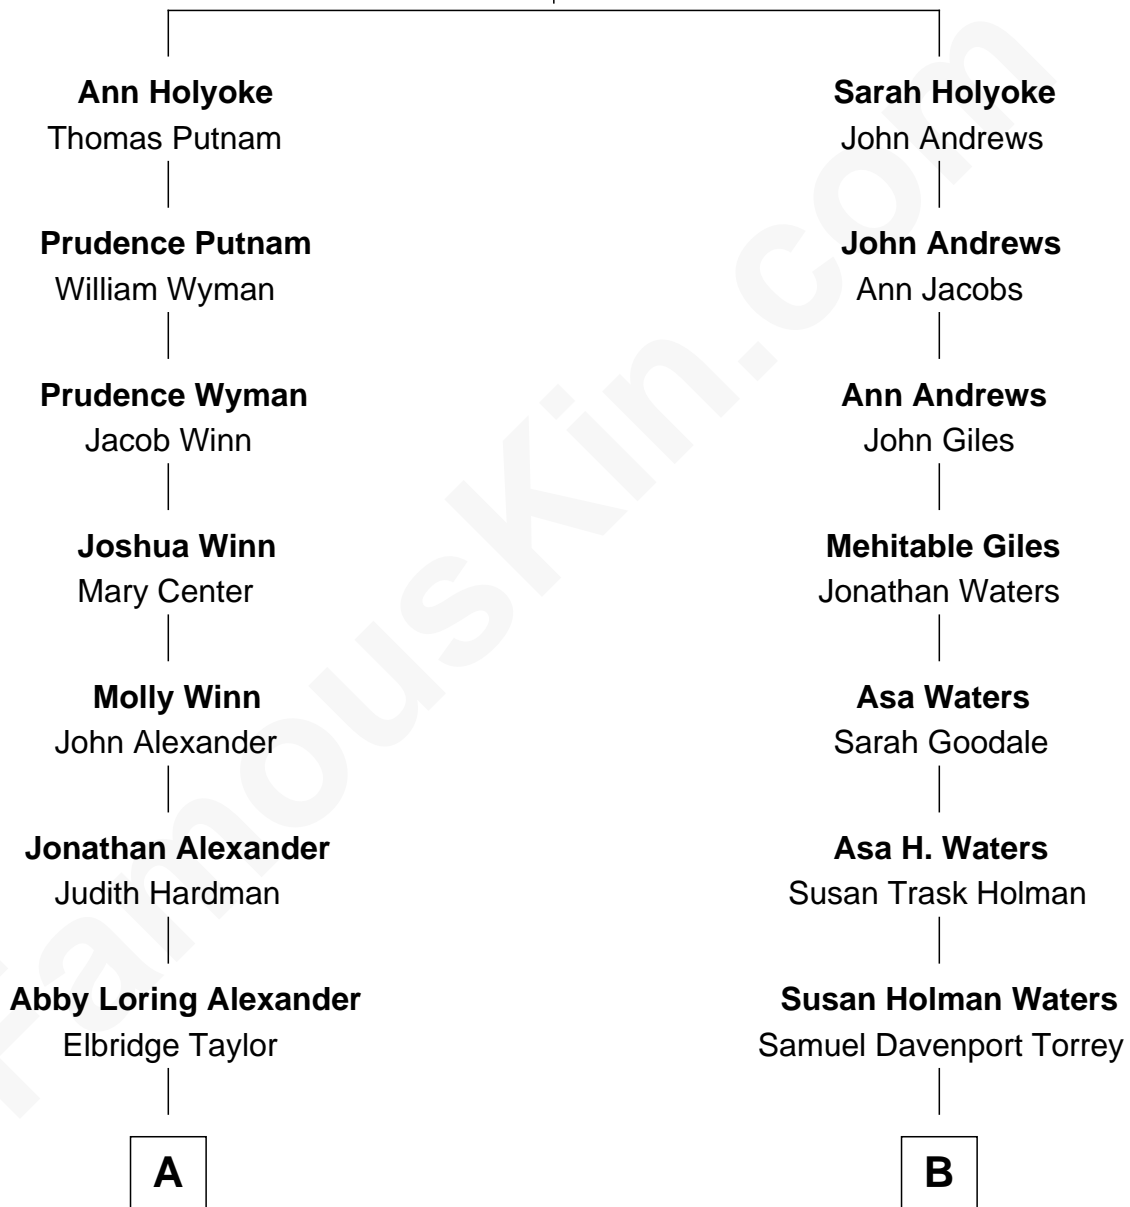 Ann Holyoke
Thomas Putnam
Sarah Holyoke
John Andrews
Prudence Putnam
William Wyman
John Andrews
Ann Jacobs
Prudence Wyman
Jacob Winn
Ann Andrews
John Giles
Joshua Winn
Mary Center
Mehitable Giles
Jonathan Waters
Molly Winn
John Alexander
Asa Waters
Sarah Goodale
Jonathan Alexander
Judith Hardman
Asa H. Waters
Susan Trask Holman
Abby Loring Alexander
Elbridge Taylor
Susan Holman Waters
Samuel Davenport Torrey
A
B
FamousKin.com